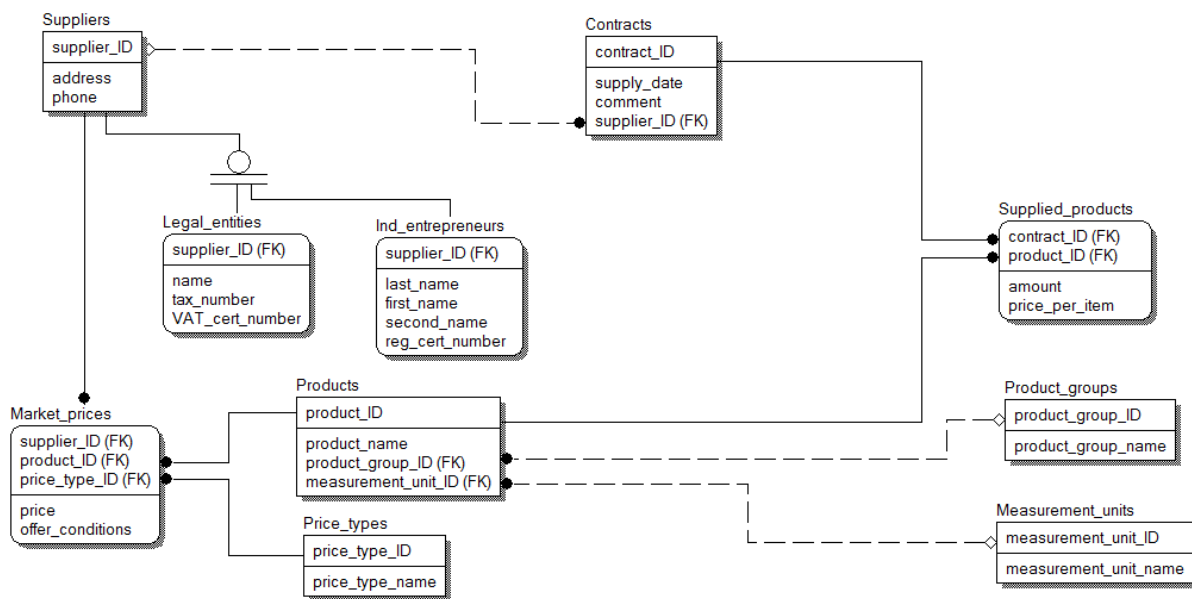 Suppliers
supplier_ID
address
phone
Contracts
contract_ID
supply_date
comment
supplier_ID (FK)
Legal_entities
supplier_ID (FK)
name
tax_number
VAT_cert_number
Ind_entrepreneurs
supplier_ID (FK)
last_name
first_name
second_name
reg_cert_number
Supplied_products
contract_ID (FK)
product_ID (FK)
amount
price_per_item
Market_prices
supplier_ID (FK)
product_ID (FK)
price_type_ID (FK)
price
offer_conditions
Products
product_ID
product_name
product_group_ID (FK)
measurement_unit_ID (FK)
Product_groups
product_group_ID
product_group_name
Price_types
price_type_ID
price_type_name
Measurement_units
measurement_unit_ID
measurement_unit_name